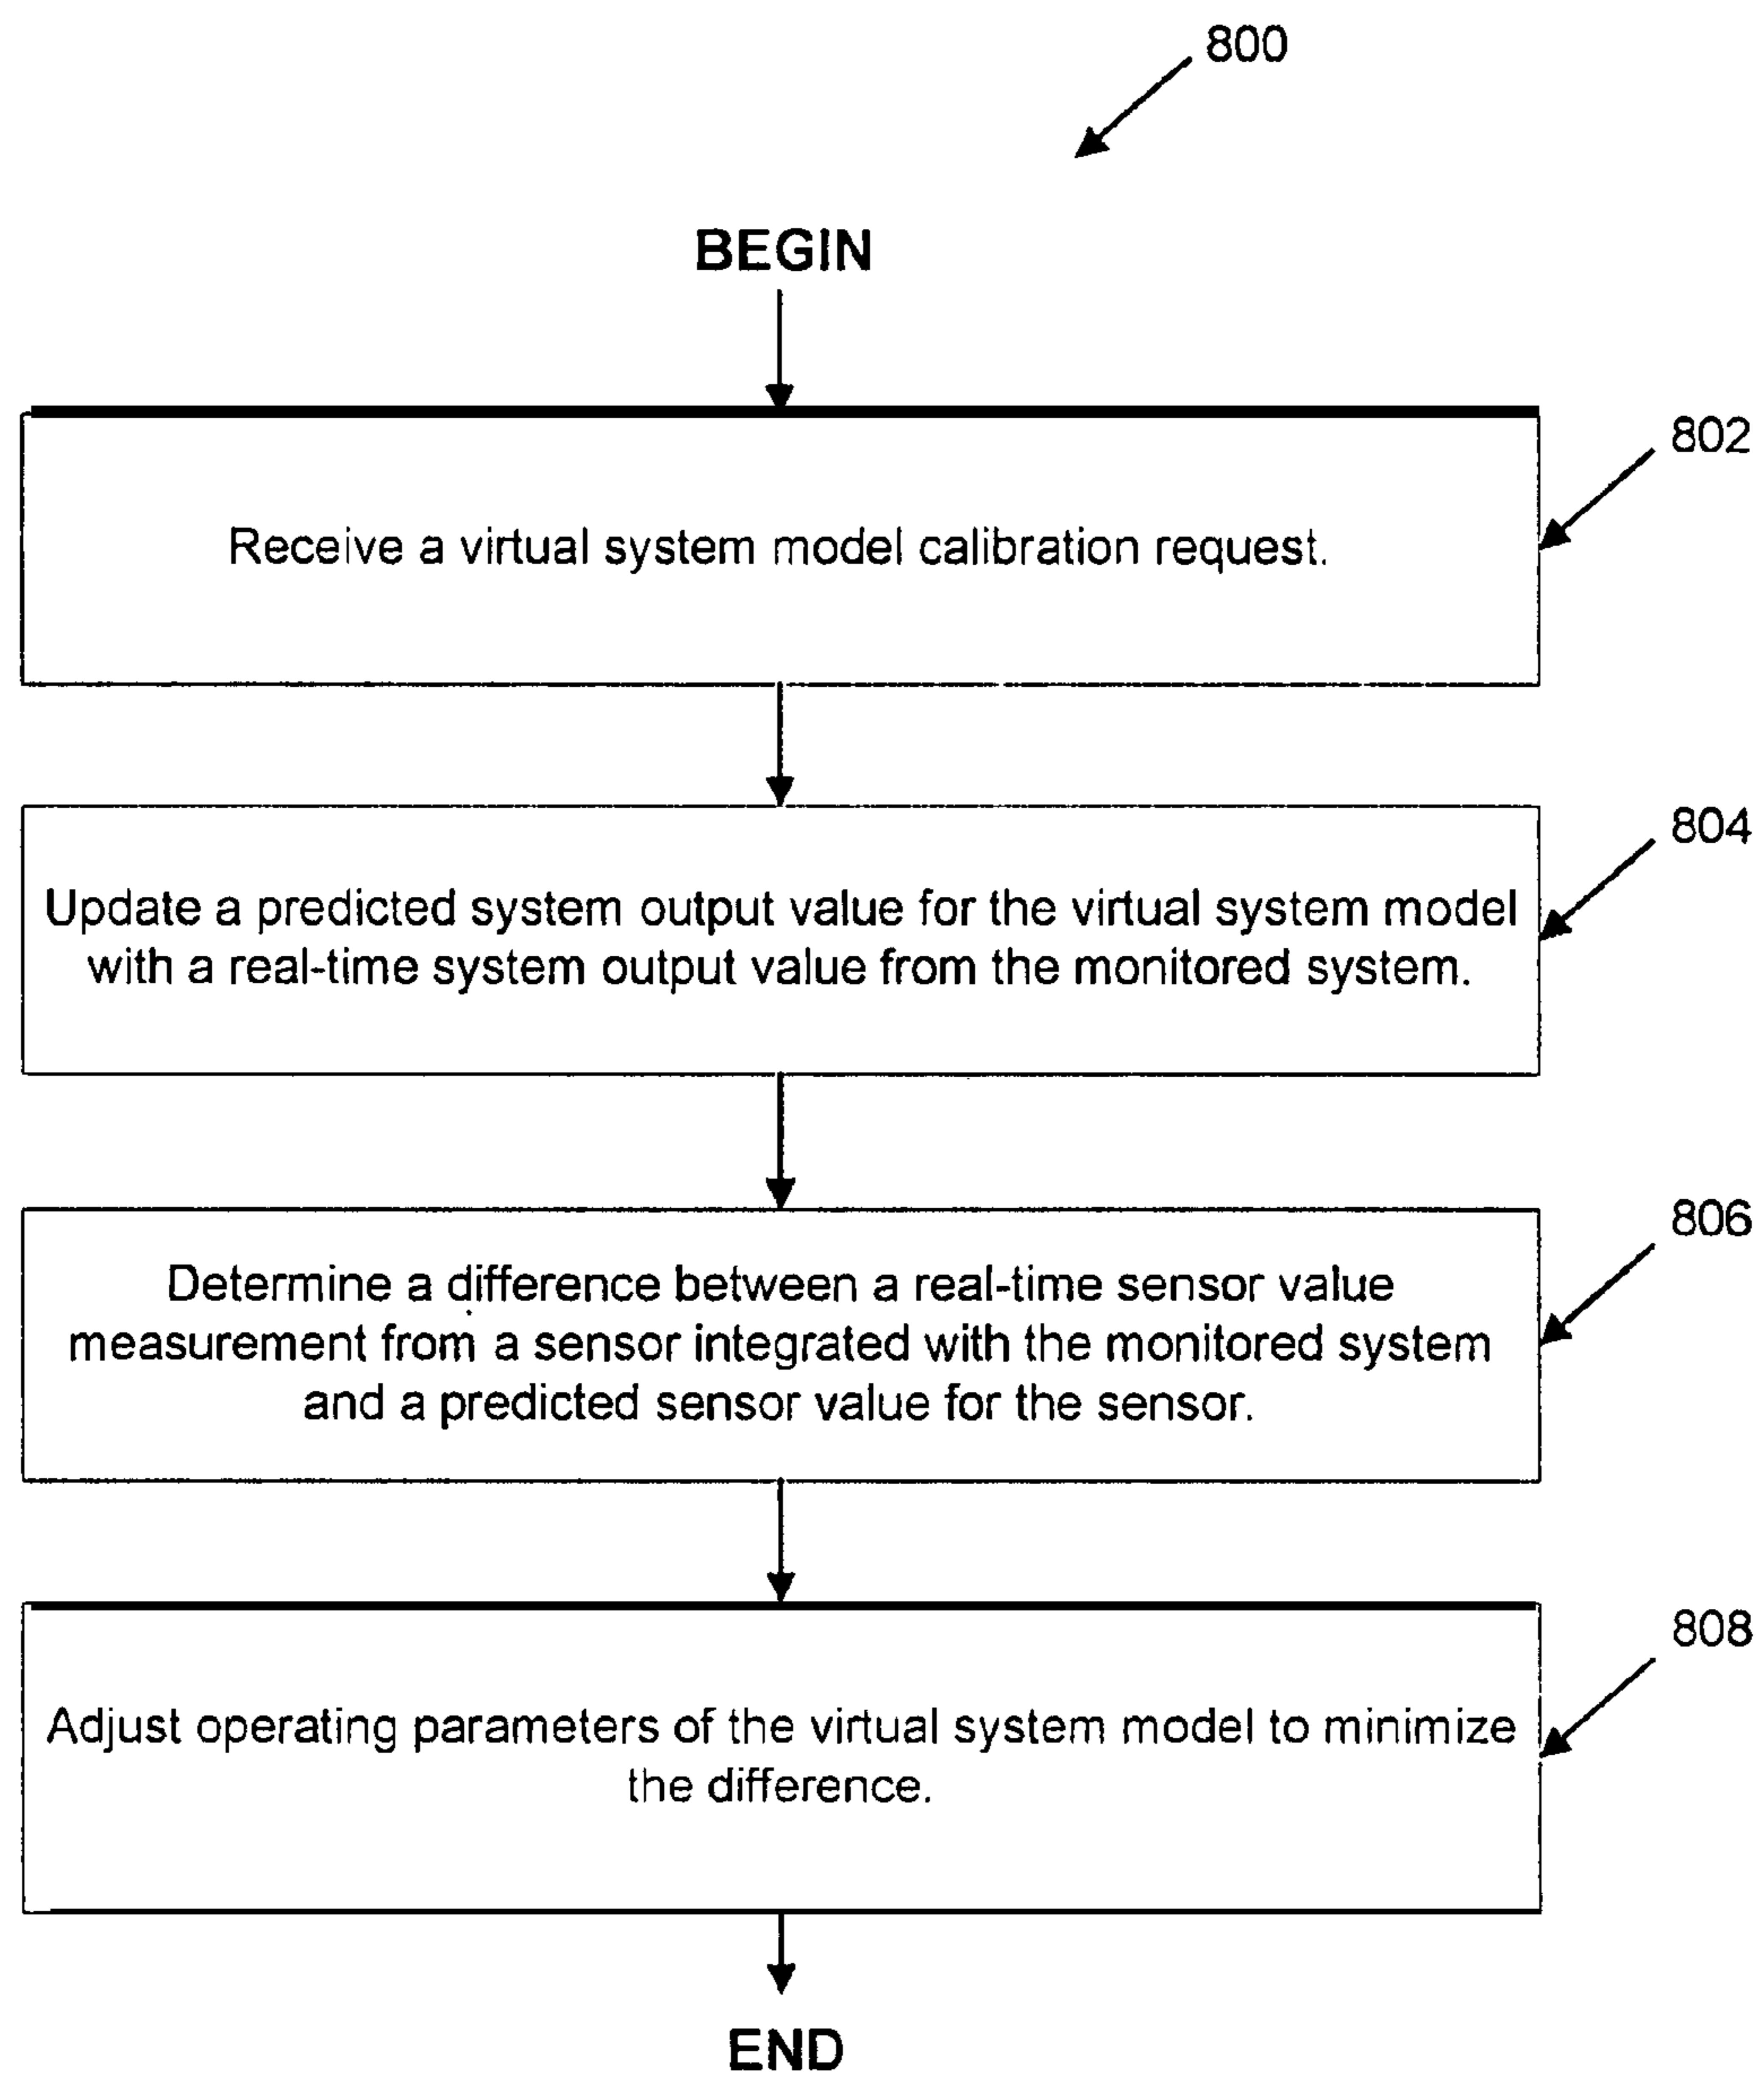 800
BEGIN
802
Receive a virtual system model calibration request.
804
Update a predicted system output value for the virtual system model
with a real-time system output value from the monitored system.
806
Determine a difference between a real-time sensor value
measurement from a sensor integrated with the monitored system
and a predicted sensor value for the sensor.
808
Adjust operating parameters of the virtual system model to minimize
the difference.
END